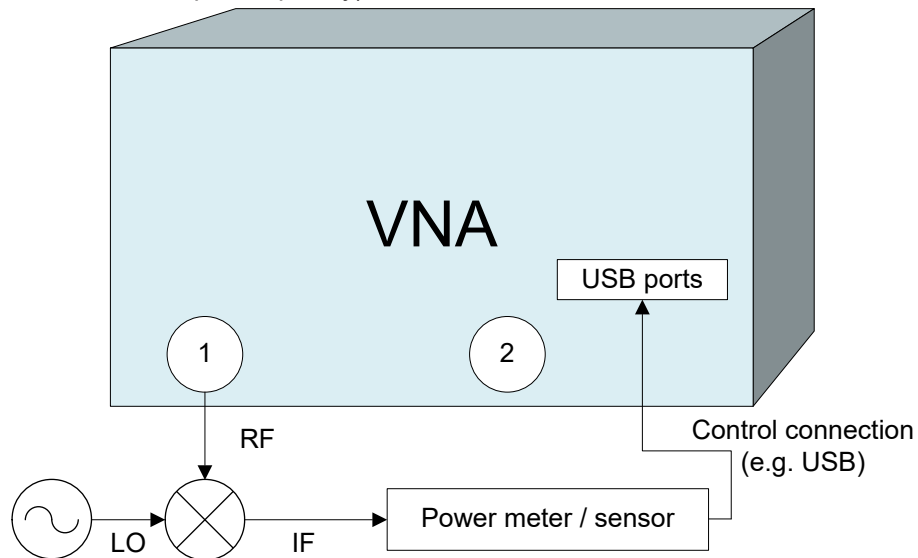 VNA
USB ports
1
2
RF
Control connection
(e.g. USB)
LO
IF
Power meter / sensor